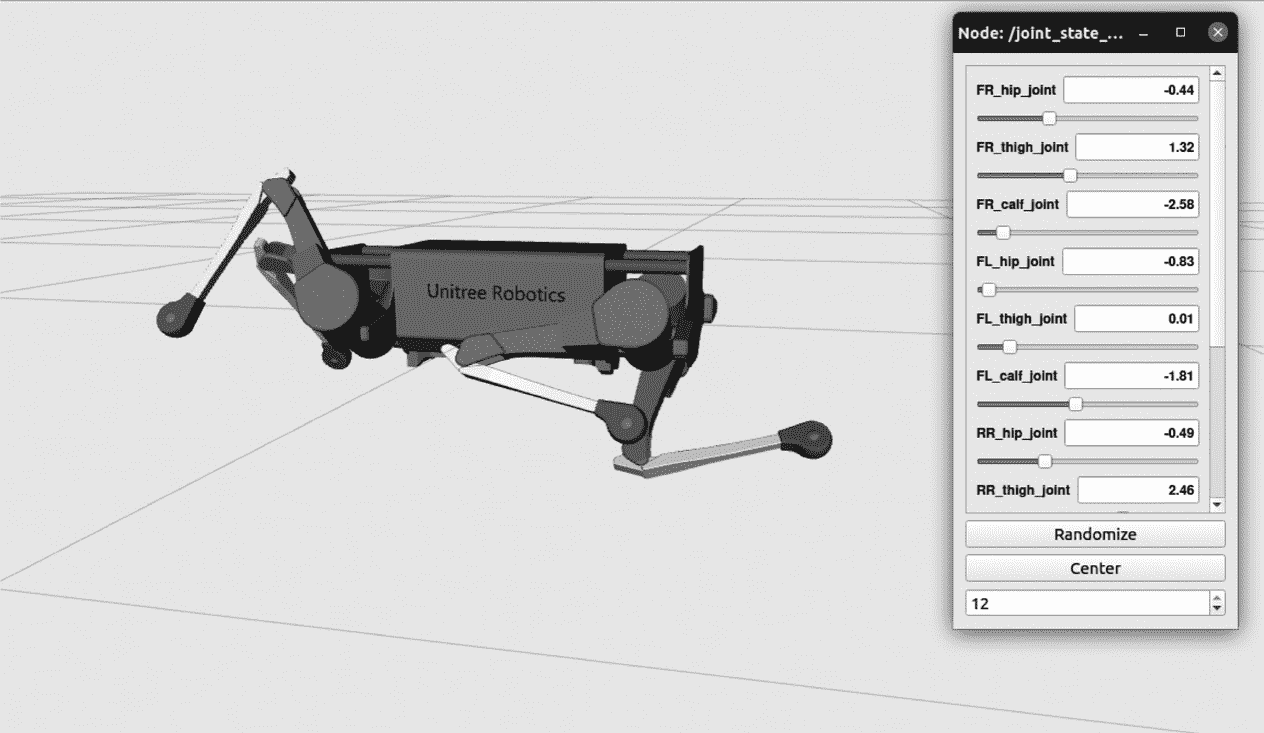 Node: /joint_state_...
FR_hip_joint -0.44
FR_thigh_joint 1.32
FR_calf_joint -2.58
FL_hip_joint -0.83
FL_thigh_joint 0.01
FL_calf_joint -1.81
RR_hip_joint -0.49
RR_thigh_joint 2.46
Randomize
Center
12
Unitree Robotics